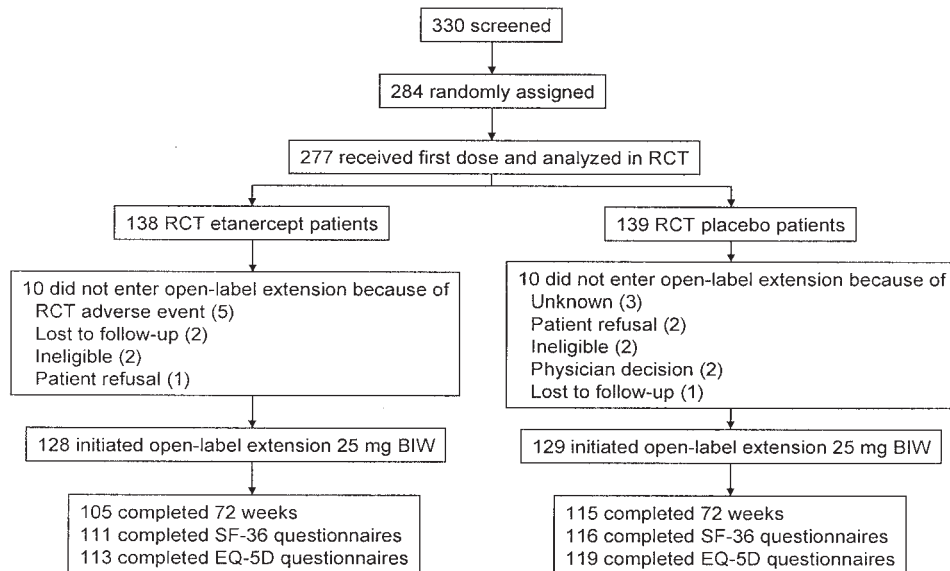 330 screened
284 randomly assigned
277 received first dose and analyzed in RCT
138 RCT etanercept patients
139 RCT placebo patients
10 did not enter open-label extension because of
RCT adverse event (5)
Lost to follow-up (2)
Ineligible (2)
Patient refusal (1)
10 did not enter open-label extension because of
Unknown (3)
Patient refusal (2)
Ineligible (2)
Physician decision (2)
Lost to follow-up (1)
128 initiated open-label extension 25 mg BIW
129 initiated open-label extension 25 mg BIW
105 completed 72 weeks
111 completed SF-36 questionnaires
113 completed EQ-5D questionnaires
115 completed 72 weeks
116 completed SF-36 questionnaires
119 completed EQ-5D questionnaires